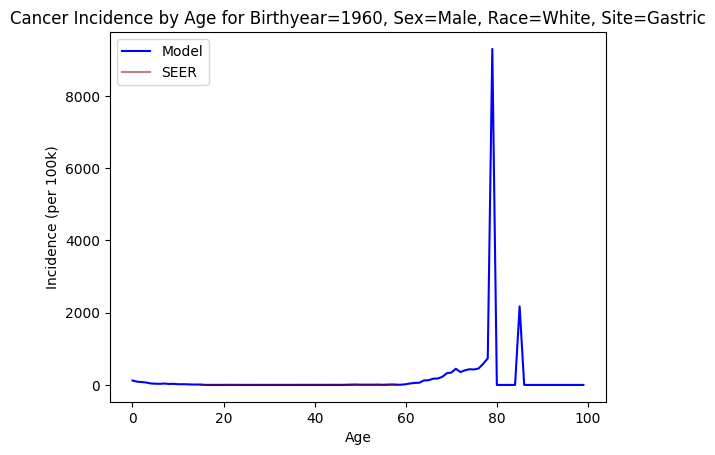 Cancer Incidence by Age for Birthyear=1960, Sex=Male, Race=White, Site=Gastric
Model
SEER
8000
6000
4000
2000
0
Incidence (per 100k)
0 20 40 60 80 100
Age